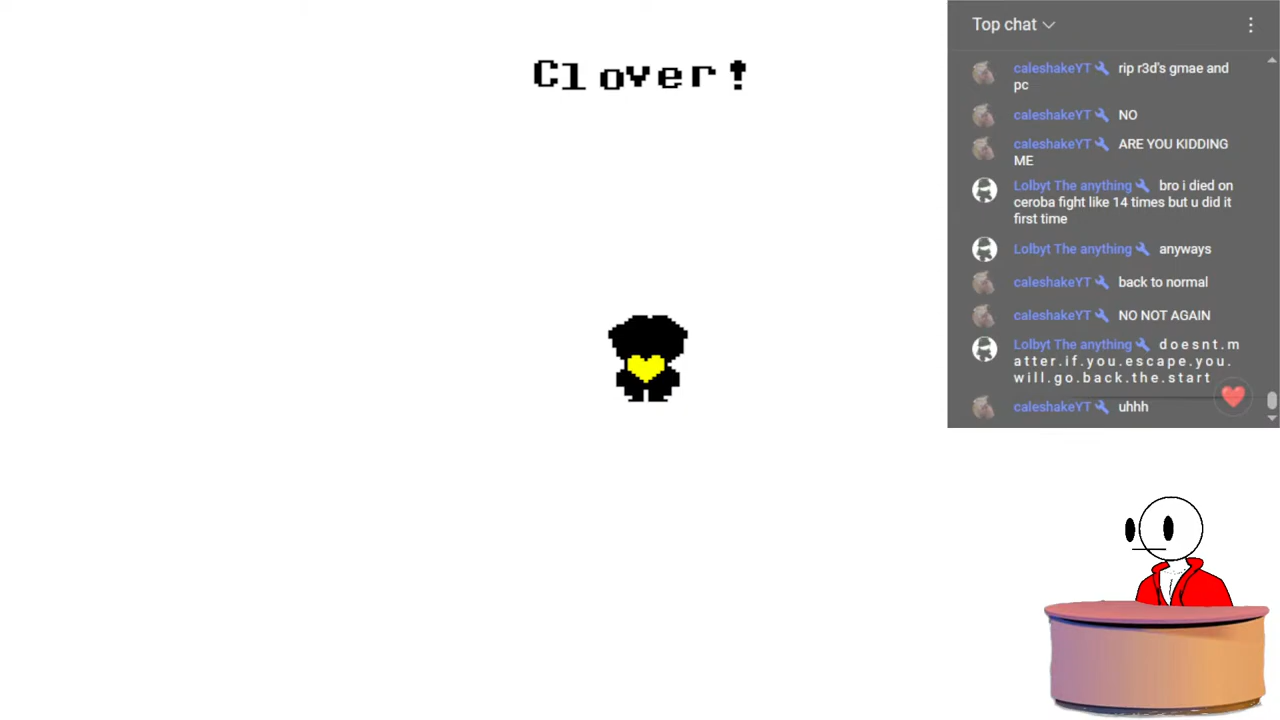 Clover!
Top chat
caleshakeYT rip r3d's gmae and
pc
caleshakeYT NO
caleshakeYT ARE YOU KIDDING
ME
Lolbyt The anything bro i died on
ceroba fight like 14 times but u did it
first time
Lolbyt The anything anyways
caleshakeYT back to normal
caleshakeYT NO NOT AGAIN
Lolbyt The anything d o e s n t . m
a t t e r . i f . y o u . e s c a p e . y o u .
w i l l . g o . b a c k . t h e . s t a r t
caleshakeYT uhhh